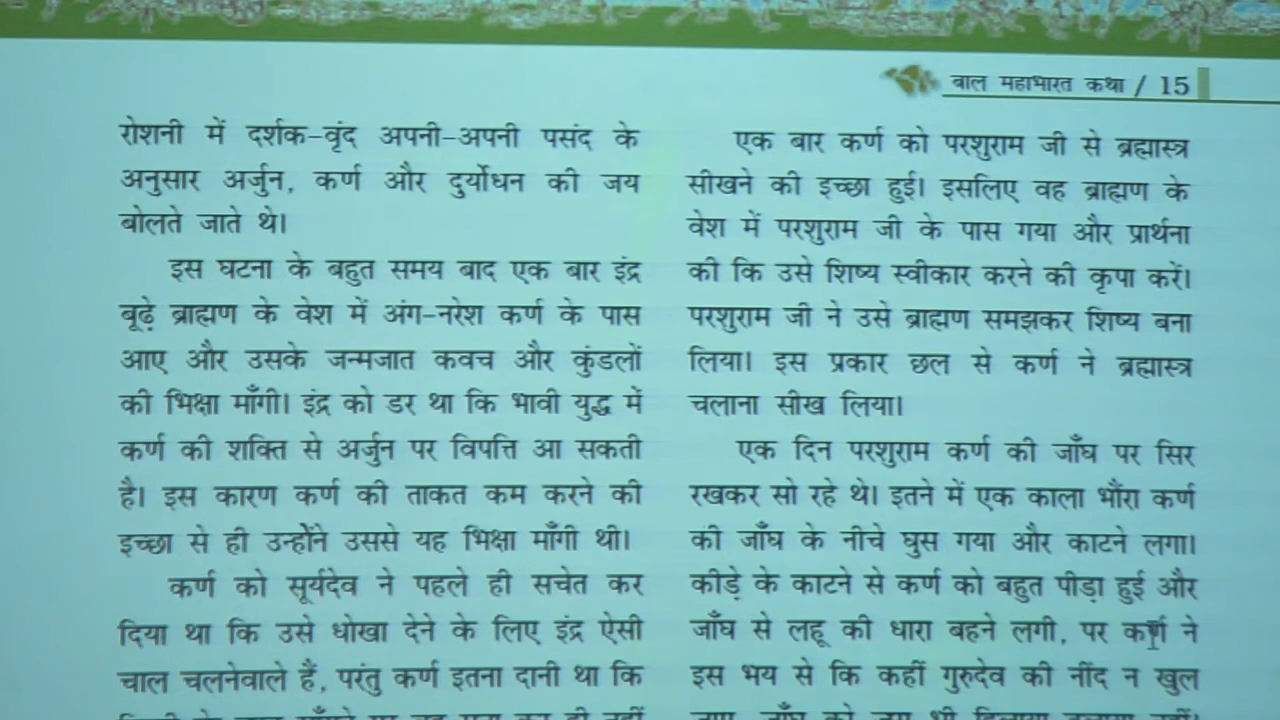 बाल महाभारत कथा / 15
रोशनी में दर्शक-वृंद अपनी-अपनी पसंद के
अनुसार अर्जुन, कर्ण और दुर्योधन की जय
बोलते जाते थे।
इस घटना के बहुत समय बाद एक बार इंद्र
बूढ़े ब्राह्मण के वेश में अंग-नरेश कर्ण के पास
आए और उसके जन्मजात कवच और कुंडलों
की भिक्षा माँगी। इंद्र को डर था कि भावी युद्ध में
कर्ण की शक्ति से अर्जुन पर विपत्ति आ सकती
है। इस कारण कर्ण की ताकत कम करने की
इच्छा से ही उन्होंने उससे यह भिक्षा माँगी थी।
कर्ण को सूर्यदेव ने पहले ही सचेत कर
दिया था कि उसे धोखा देने के लिए इंद्र ऐसी
चाल चलनेवाले हैं, परंतु कर्ण इतना दानी था कि
एक बार कर्ण को परशुराम जी से ब्रह्मास्त्र
सीखने की इच्छा हुई। इसलिए वह ब्राह्मण के
वेश में परशुराम जी के पास गया और प्रार्थना
की कि उसे शिष्य स्वीकार करने की कृपा करें।
परशुराम जी ने उसे ब्राह्मण समझकर शिष्य बना
लिया। इस प्रकार छल से कर्ण ने ब्रह्मास्त्र
चलाना सीख लिया।
एक दिन परशुराम कर्ण की जाँघ पर सिर
रखकर सो रहे थे। इतने में एक काला भौंरा कर्ण
की जाँघ के नीचे घुस गया और काटने लगा।
कीड़े के काटने से कर्ण को बहुत पीड़ा हुई और
जाँघ से लहू की धारा बहने लगी, पर कर्ण ने
इस भय से कि कहीं गुरुदेव की नींद न खुल